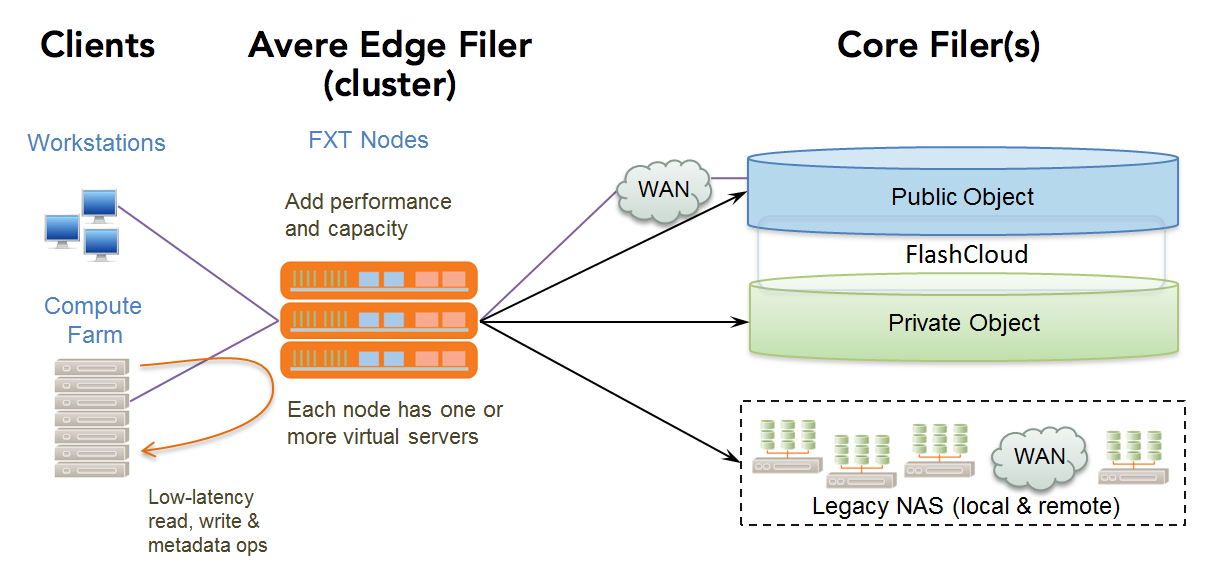 Clients
Avere Edge Filer
(cluster)
Core Filer(s)
Workstations
FXT Nodes
Add performance
and capacity
Compute
Farm
Each node has one or
more virtual servers
Low-latency
read, write &
metadata ops
WAN
Public Object
FlashCloud
Private Object
WAN
Legacy NAS (local & remote)